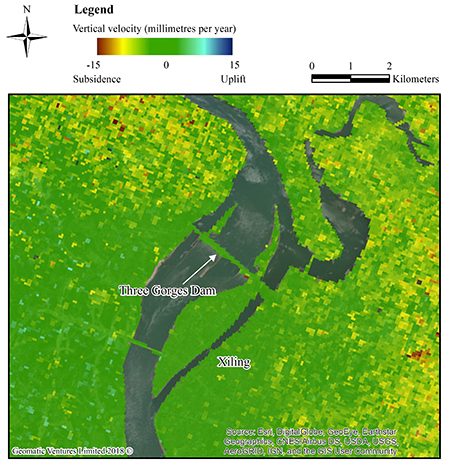 N
Legend
Vertical velocity (millimetres per year)
-15 0 15
Subsidence Uplift
0 1 2
Kilometers
Three Gorges Dam
Xiling
Source: Esri, DigitalGlobe, GeoEye, Earthstar
Geographics, CNES/Airbus DS, USDA, USGS,
AeroGRID, IGN, and the GIS User Community
Geomatic Ventures Limited 2018 ©